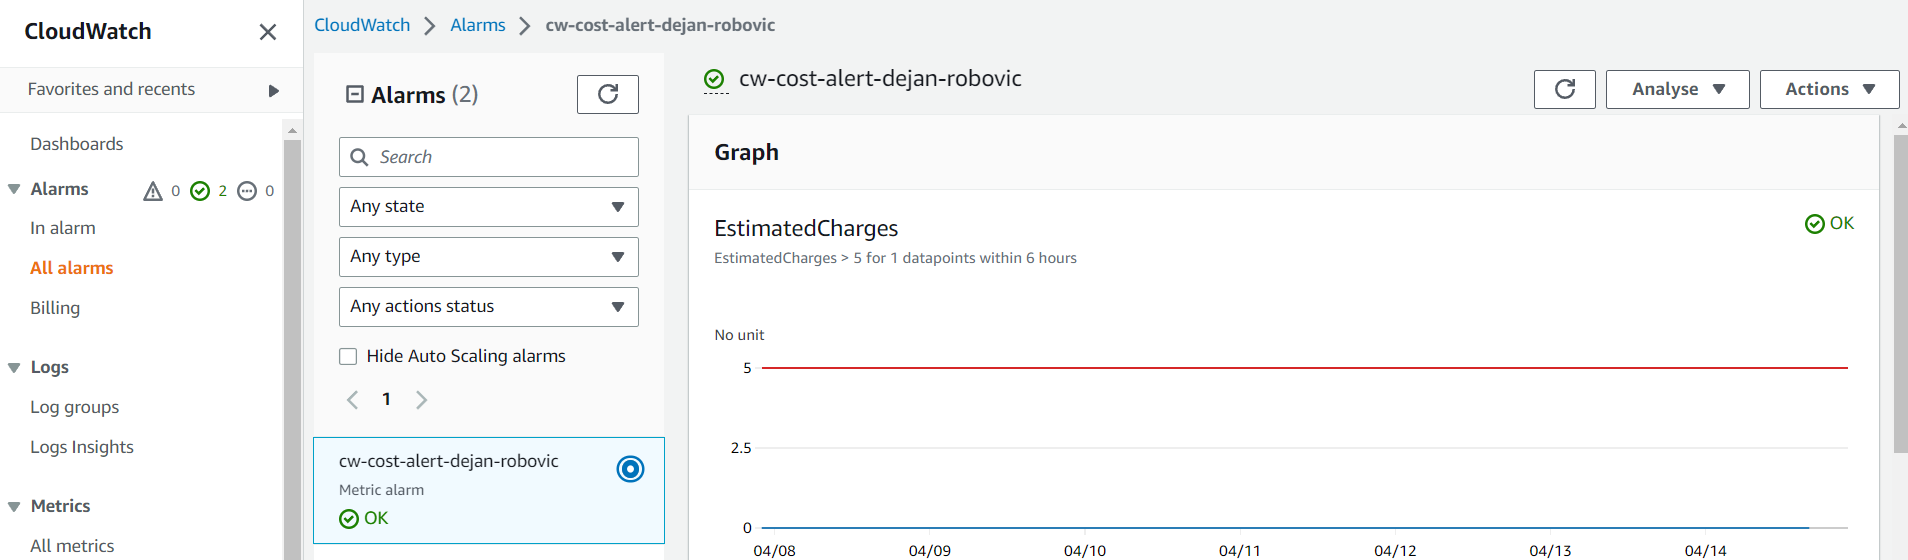 CloudWatch
Favorites and recents
Dashboards
Alarms 0 2 0
In alarm
All alarms
Billing
Logs
Log groups
Logs Insights
Metrics
All metrics
CloudWatch Alarms cw-cost-alert-dejan-robovic
Alarms (2)
Search
Any state
Any type
Any actions status
Hide Auto Scaling alarms
1
cw-cost-alert-dejan-robovic
Metric alarm
OK
cw-cost-alert-dejan-robovic
Analyse
Actions
Graph
EstimatedCharges
OK
EstimatedCharges > 5 for 1 datapoints within 6 hours
No unit
5
2.5
0
04/08 04/09 04/10 04/11 04/12 04/13 04/14